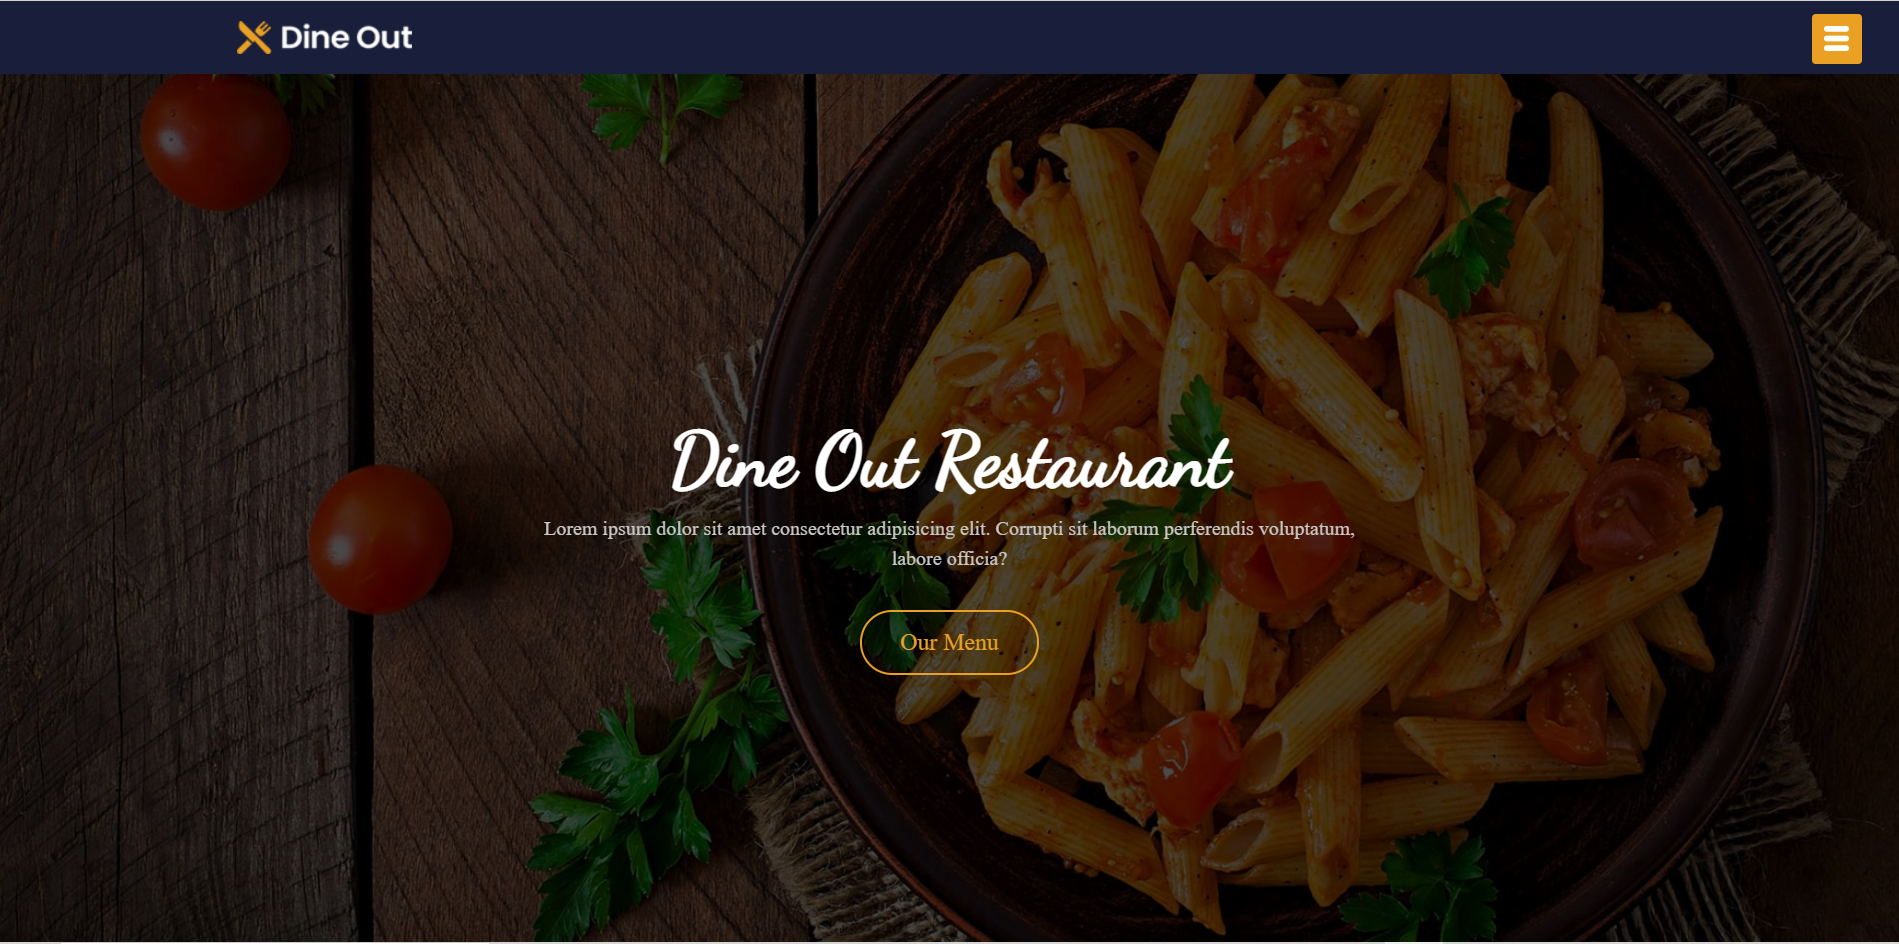 Dine Out
Dine Out Restaurant
Lorem ipsum dolor sit amet consectetur adipisicing elit. Corrupti sit laborum perferendis voluptatum,
labore officia?
Our Menu